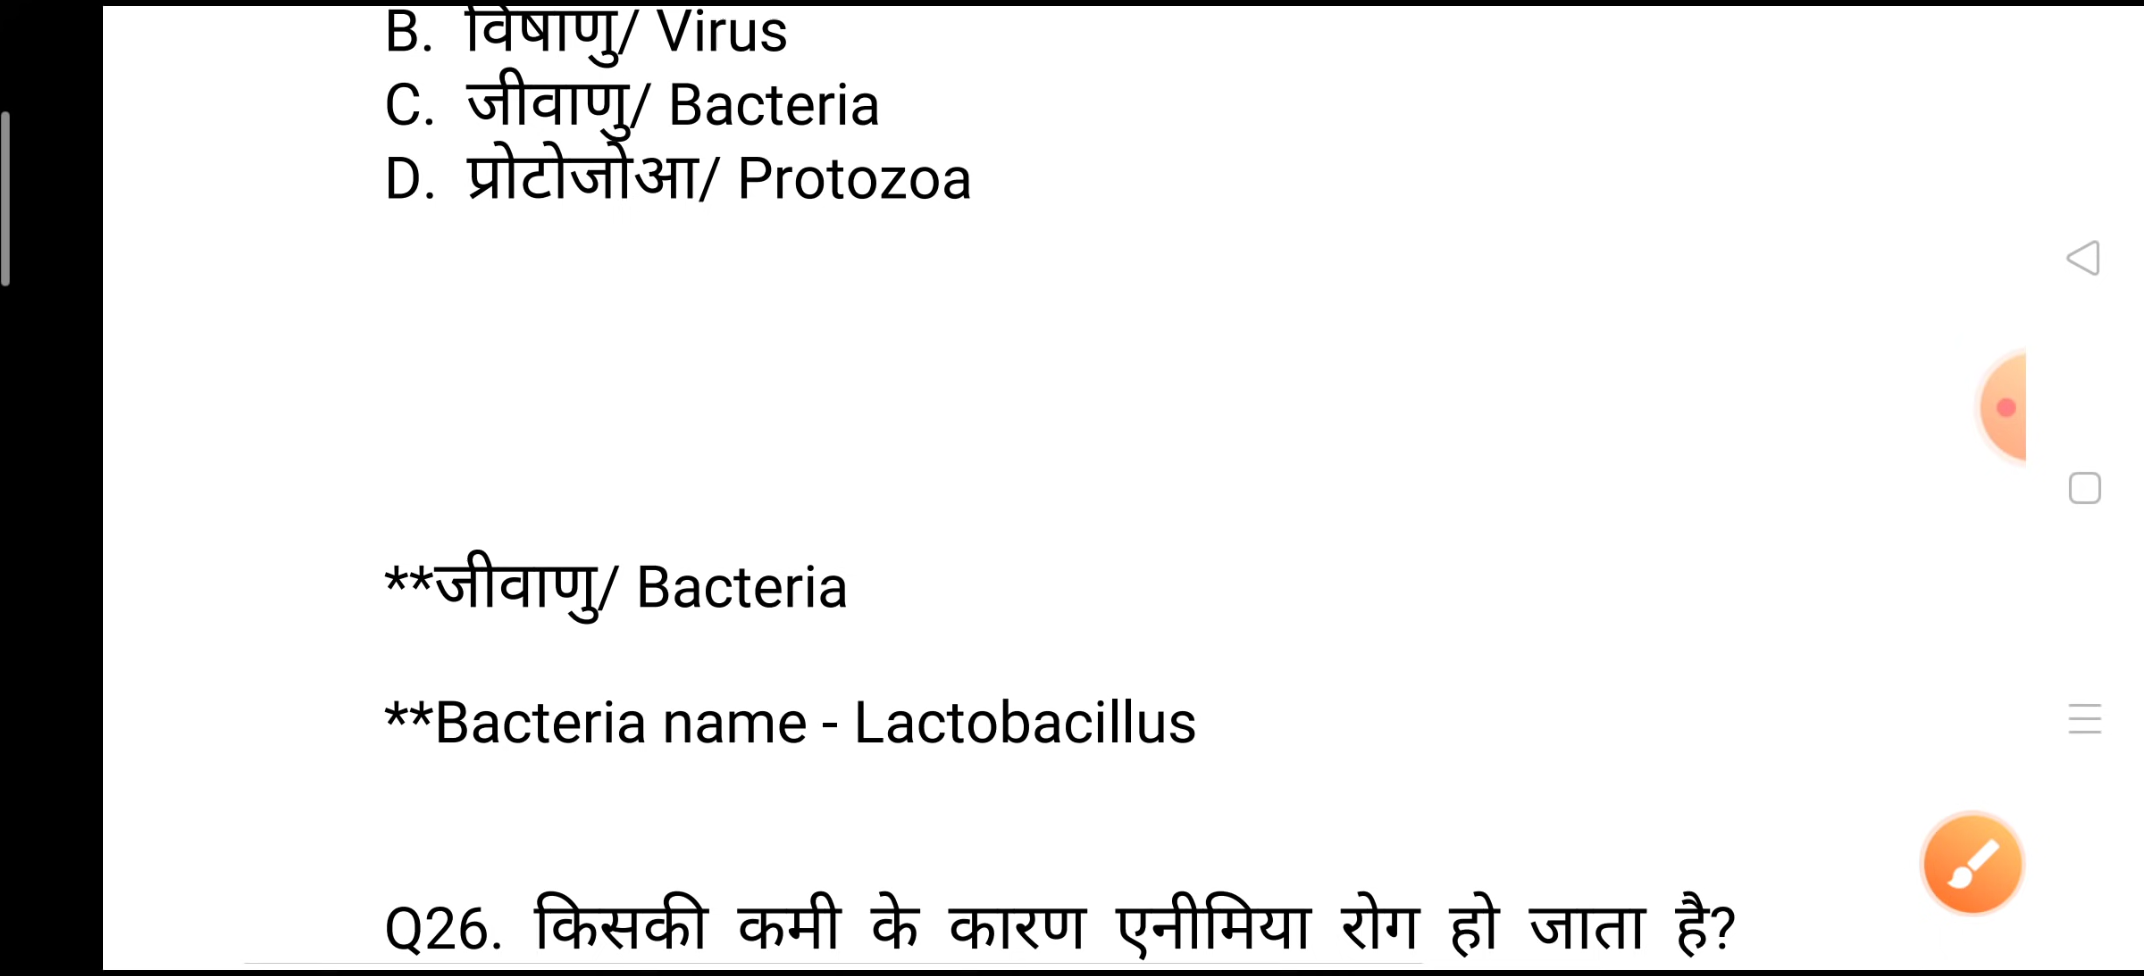 B. विषाणु/ Virus
C. जीवाणु/ Bacteria
D. प्रोटोजोआ/ Protozoa
**जीवाणु/ Bacteria
**Bacteria name - Lactobacillus
Q26. किसकी कमी के कारण एनीमिया रोग हो जाता है?